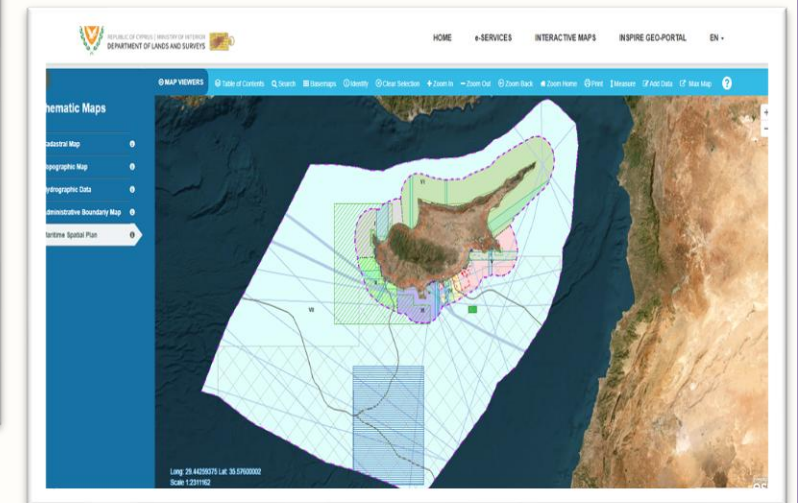 REPUBLIC OF CYPRUS | MINISTRY OF INTERIOR
DEPARTMENT OF LANDS AND SURVEYS
HOME e-SERVICES INTERACTIVE MAPS INSPIRE GEO-PORTAL EN
MAP VIEWERS Table of Contents Search Basemaps Identify Clear Selection Zoom In Zoom Out Zoom Back Zoom Home Print Measure Add Data Max Map ?
hematic Maps
adastral Map
opographic Map
ydrographic Data
dministrative Boundariy Map
aritime Spatial Plan
VII
Long: 29.44259375 Lat: 35.57600002
Scale 1:2311162